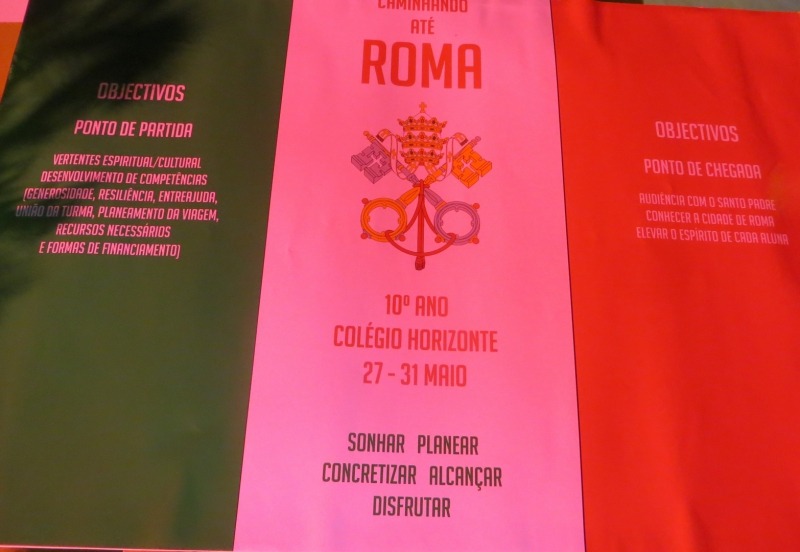 OBJECTIVOS
PONTO DE PARTIDA
VERTENTES ESPIRITUAL/CULTURAL
DESENVOLVIMENTO DE COMPETÊNCIAS
(GENEROSIDADE, RESILIÊNCIA, ENTREAJUDA,
UNIÃO DA TURMA, PLANEAMENTO DA VIAGEM,
RECURSOS NECESSÁRIOS
E FORMAS DE FINANCIAMENTO)
CAMINHANDO
ATÉ
ROMA
10º ANO
COLÉGIO HORIZONTE
27 - 31 MAIO
SONHAR PLANEAR
CONCRETIZAR ALCANÇAR
DISFRUTAR
OBJECTIVOS
PONTO DE CHEGADA
AUDIÊNCIA COM O SANTO PADRE
CONHECER A CIDADE DE ROMA
ELEVAR O ESPÍRITO DE CADA ALUNA